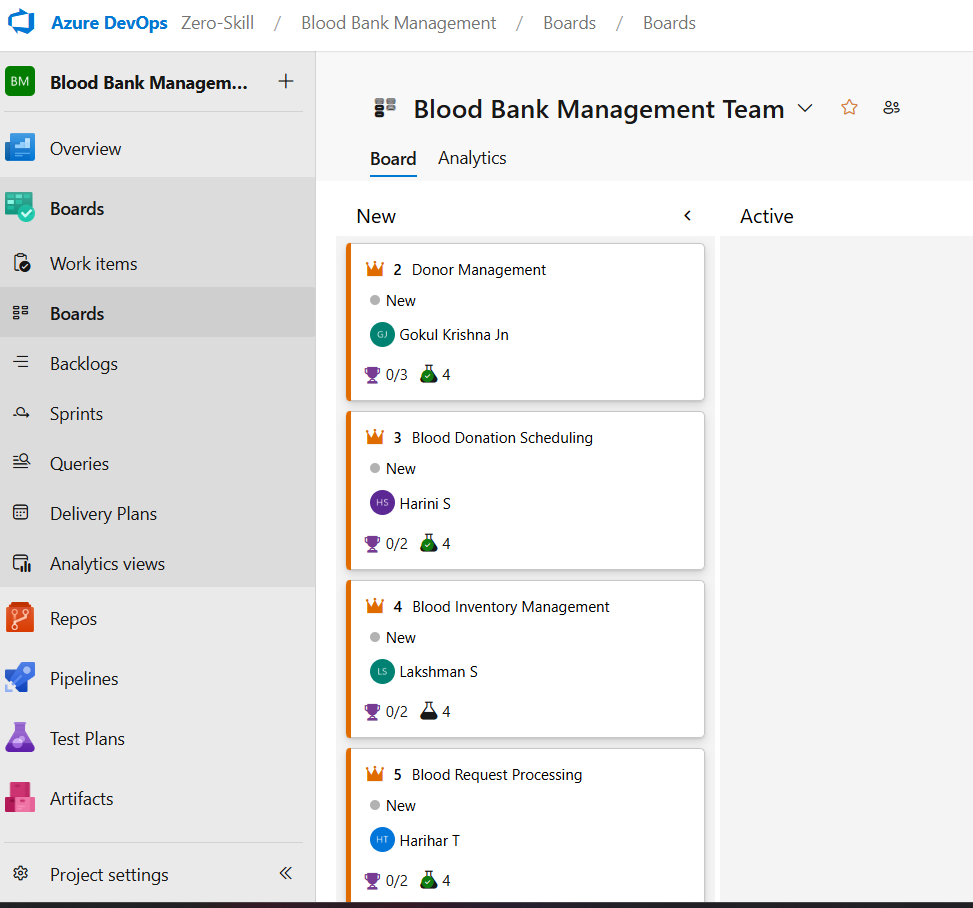 Azure DevOps Zero-Skill / Blood Bank Management / Boards / Boards
BM Blood Bank Managem... +
Overview
Boards
Work items
Boards
Backlogs
Sprints
Queries
Delivery Plans
Analytics views
Repos
Pipelines
Test Plans
Artifacts
Project settings
Blood Bank Management Team
Board Analytics
New
2 Donor Management
New
GJ Gokul Krishna Jn
0/3 4
3 Blood Donation Scheduling
New
HS Harini S
0/2 4
4 Blood Inventory Management
New
LS Lakshman S
0/2 4
5 Blood Request Processing
New
HT Harihar T
0/2 4
Active